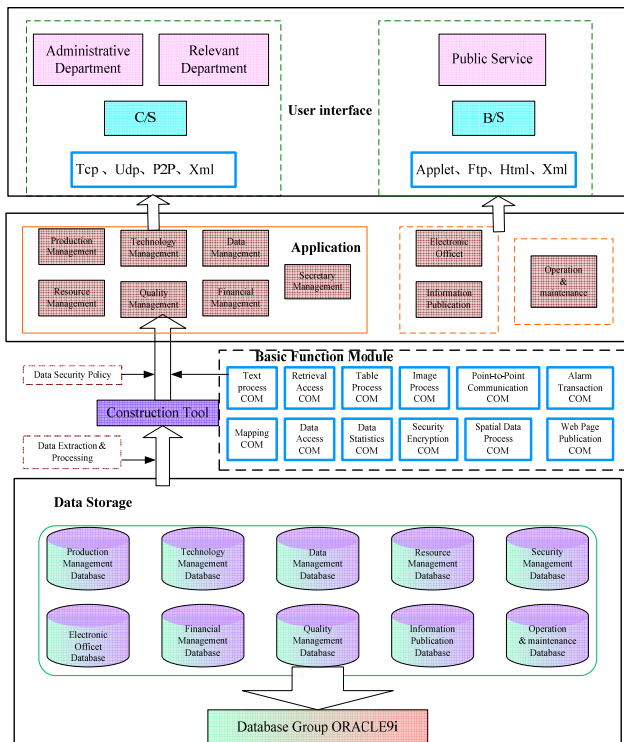 Administrative
Department
Relevant
Department
Public Service
C/S
User interface
B/S
Tcp 、Udp、P2P、Xml
Applet、Ftp、Html、Xml
Production
Management
Technology
Management
Data
Management
Application
Secretary
Management
Resource
Management
Quality
Management
Financial
Management
Electronic
Officet
Information
Publication
Operation
&
maintenance
Data Security Policy
Basic Function Module
Text
process
COM
Retrieval
Access
COM
Table
Process
COM
Image
Process
COM
Point-to-Point
Communication
COM
Alarm
Transaction
COM
Construction Tool
Mapping
COM
Data
Access
COM
Data
Statistics
COM
Security
Encryption
COM
Spatial Data
Process
COM
Web Page
Publication
COM
Data Extraction &
Processing
Data Storage
Production
Management
Database
Technology
Management
Database
Data
Management
Database
Resource
Management
Database
Security
Management
Database
Electronic
Officet
Database
Financial
Management
Database
Quality
Management
Database
Information
Publication
Database
Operation
& maintenance
Database
Database Group ORACLE9i